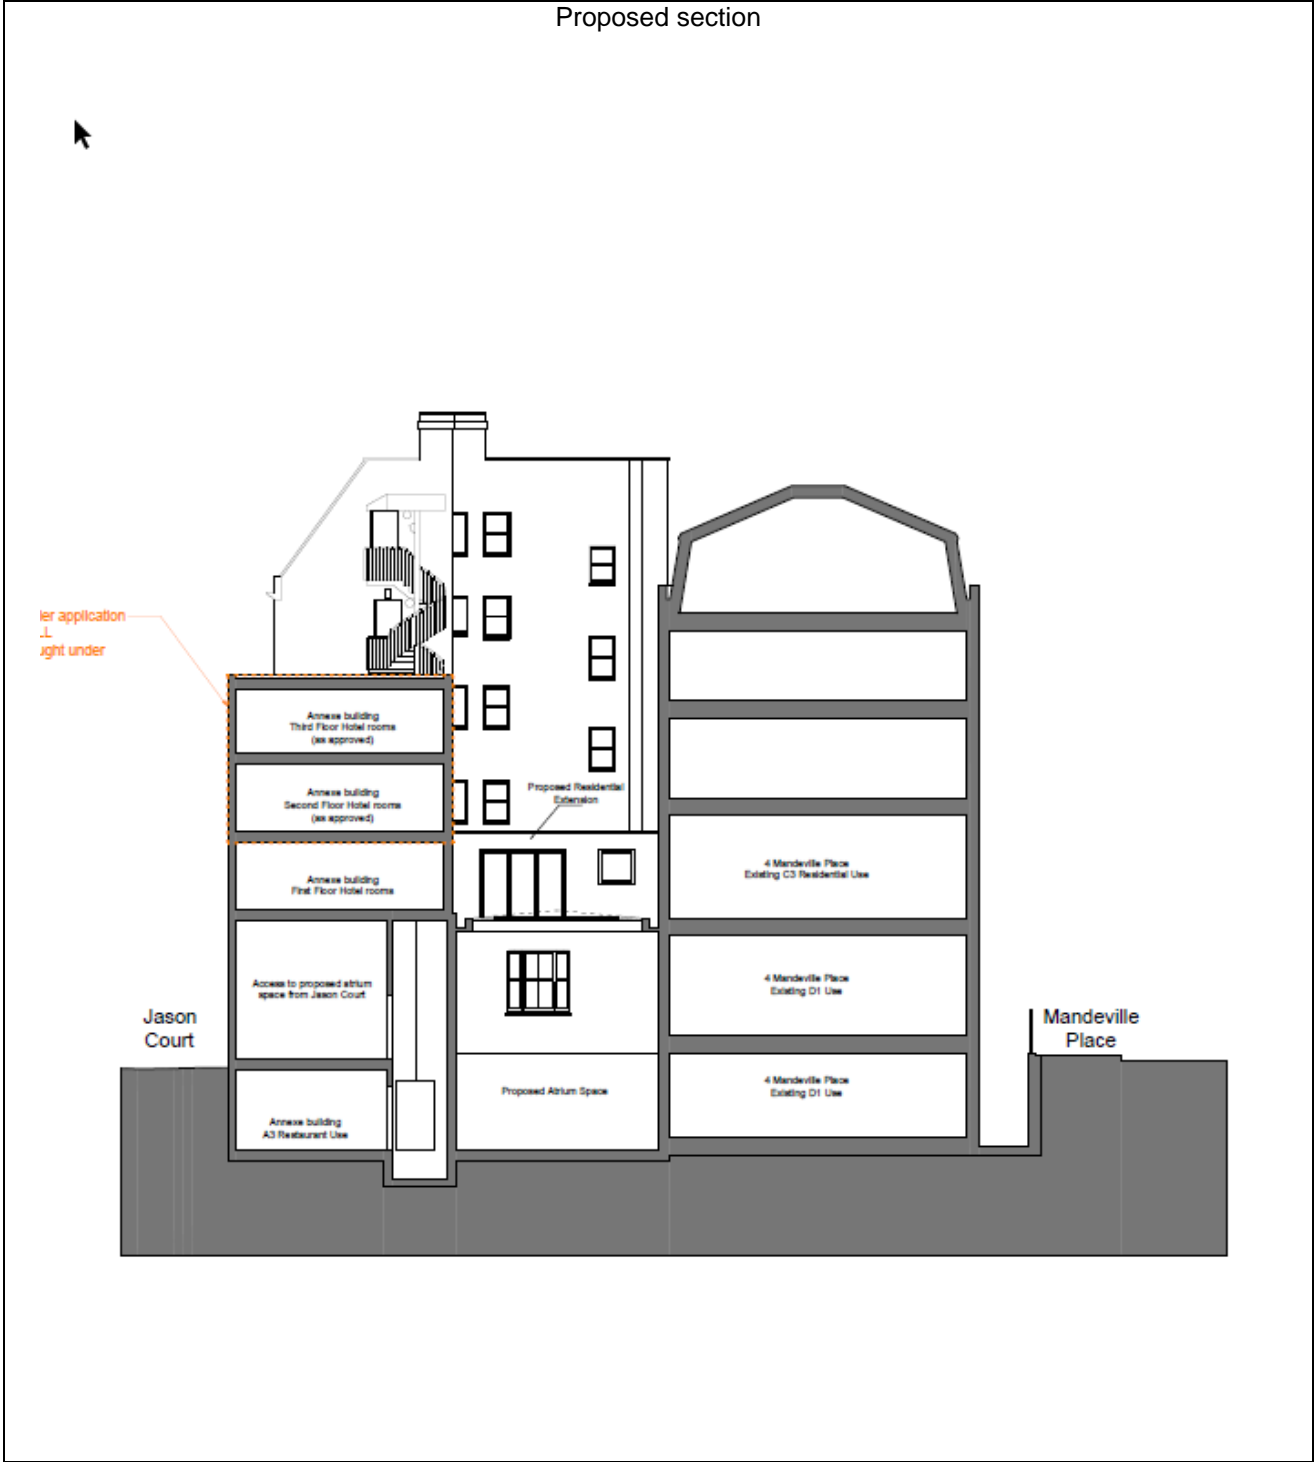 Proposed section
ler application
LL
ught under
Annexe building
Third Floor Hotel rooms
(as approved)
Annexe building
Second Floor Hotel rooms
(as approved)
Proposed Residential
Extension
Annexe building
First Floor Hotel rooms
4 Mandeville Place
Existing C3 Residential Use
Access to proposed atrium
space from Jason Court
4 Mandeville Place
Existing D1 Use
Jason
Court
Mandeville
Place
Proposed Atrium Space
4 Mandeville Place
Existing D1 Use
Annexe building
A3 Restaurant Use